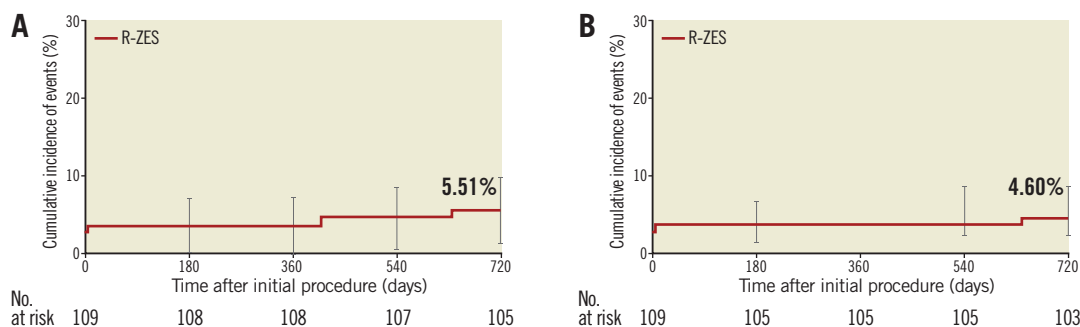 A
Cumulative incidence of events (%)
30
20
10
0
R-ZES
5.51%
0 180 360 540 720
Time after initial procedure (days)
No.
at risk 109 108 108 107 105
B
Cumulative incidence of events (%)
30
20
10
0
R-ZES
4.60%
0 180 360 540 720
Time after initial procedure (days)
No.
at risk 109 105 105 105 103